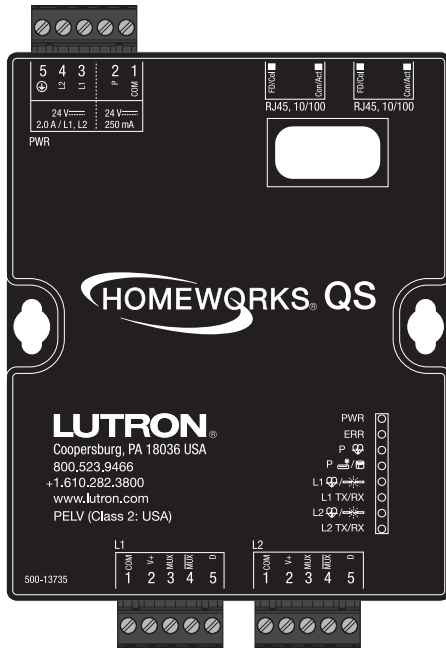 5 4 3 2 1
L2 L1 P COM
24 V 24 V
2.0 A / L1, L2 250 mA
PWR
FD/Col Con/Act FD/Col Con/Act
RJ45, 10/100 RJ45, 10/100
HOMEWORKS® QS
LUTRON®
Coopersburg, PA 18036 USA
800.523.9466
+1.610.282.3800
www.lutron.com
PELV (Class 2: USA)
PWR
ERR
P
P /
L1 /
L1 TX/RX
L2 /
L2 TX/RX
L1 L2
COM V+ MUX M̅U̅X̅ D COM V+ MUX M̅U̅X̅ D
1 2 3 4 5 1 2 3 4 5
500-13735